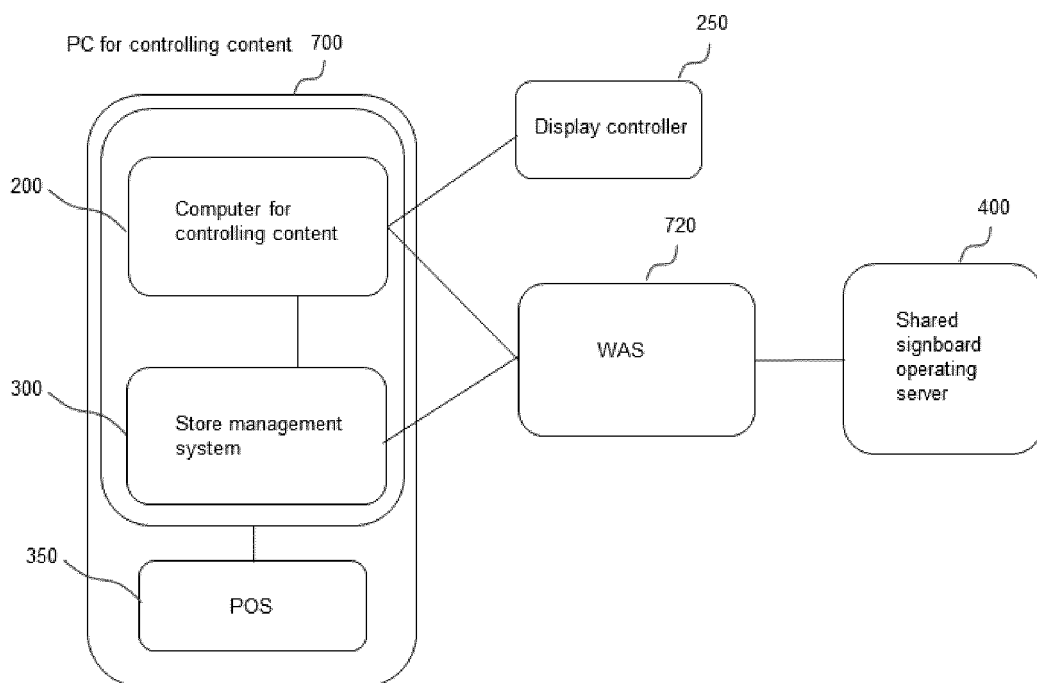 250
PC for controlling content 700
Display controller
200
Computer for
controlling content
400
720
WAS
Shared
signboard
operating
server
300
Store management
system
350
POS